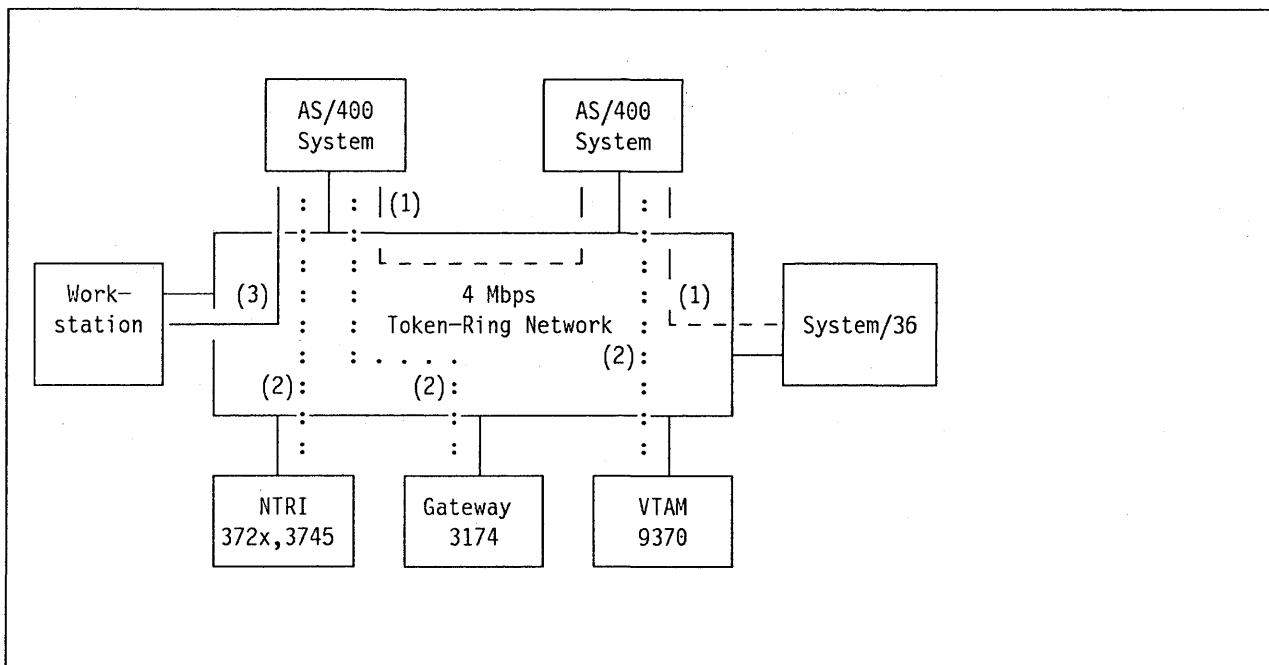 AS/400
System
AS/400
System
(1)
Work-
station
(3)
4 Mbps
Token-Ring Network
(1)
System/36
(2)
(2)
(2)
NTRI
372x,3745
Gateway
3174
VTAM
9370